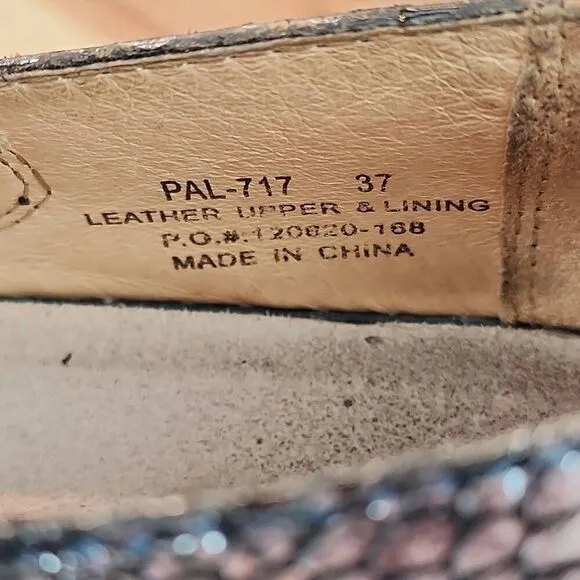 PAL-717 37
LEATHER UPPER & LINING
P.O.#.120620-168
MADE IN CHINA